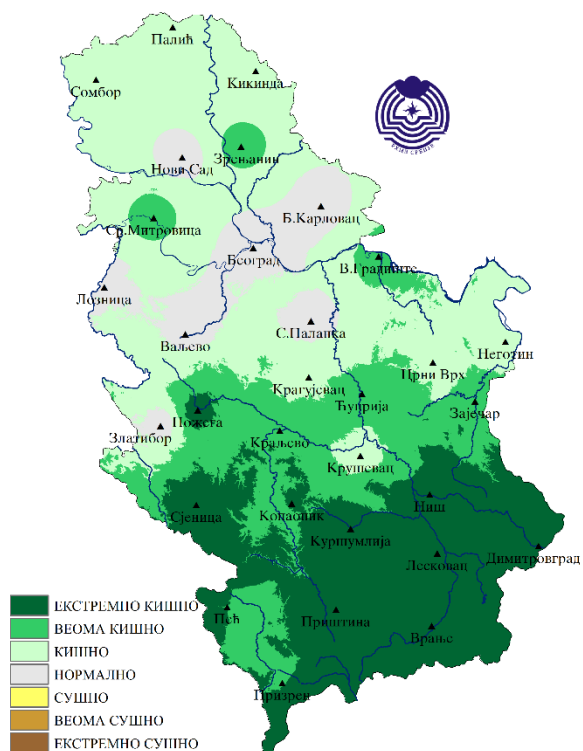 Палић
Сомбор
Кикинда
Нови Сад
Зрењанин
Ср.Митровица
Б.Карловац
Београд
В.Градиште
Лозница
Ваљево
С.Паланка
Неготин
Црни Врх
Крагујевац
Ћуприја
Зајечар
Пожега
Златибор
Краљево
Крушевац
Сјеница
Копаоник
Ниш
Куршумлија
Димитровград
Лесковац
Пећ
Приштина
Врање
Призрен
ЕКСТРЕМНО КИШНО
ВЕОМА КИШНО
КИШНО
НОРМАЛНО
СУШНО
ВЕОМА СУШНО
ЕКСТРЕМНО СУШНО